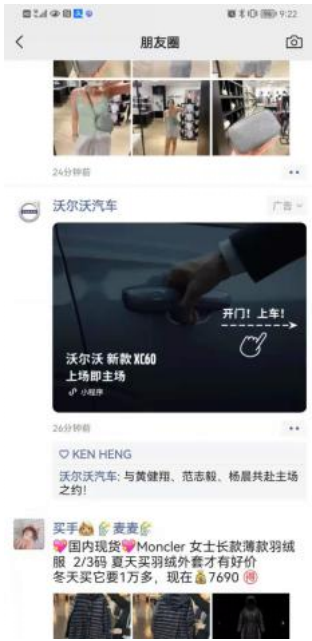 9:22
朋友圈
24分钟前
沃尔沃汽车
广告
开门！上车！
沃尔沃 新款 XC60
上场即主场
小程序
26分钟前
KEN HENG
沃尔沃汽车: 与黄健翔、范志毅、杨晨共赴主场
之约！
买手麦麦
国内现货Moncler 女士长款薄款羽绒
服 2/3码 夏天买羽绒外套才有好价
冬天买它要1万多，现在💰7690 🉐